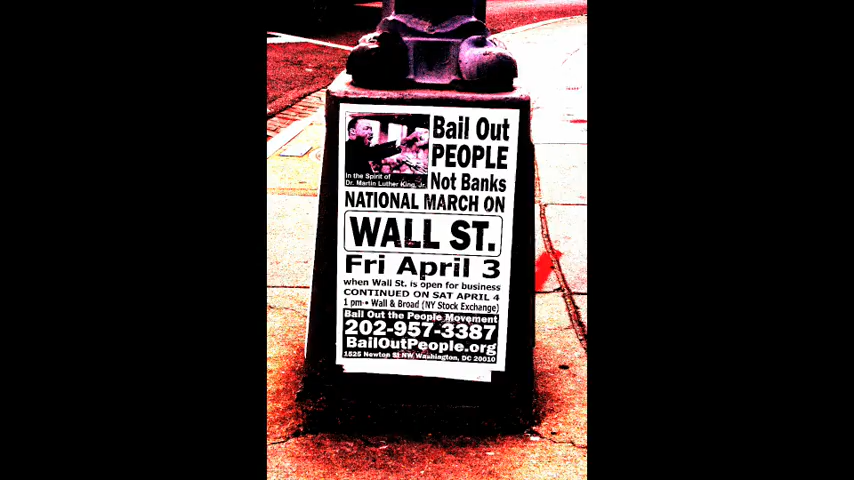 Bail Out
PEOPLE
Not Banks
In the Spirit of
Dr. Martin Luther King, Jr.
NATIONAL MARCH ON
WALL ST.
Fri April 3
when Wall St. is open for business
CONTINUED ON SAT APRIL 4
1 pm • Wall & Broad (NY Stock Exchange)
Bail Out the People Movement
202-957-3387
BailOutPeople.org
1525 Newton St NW Washington, DC 20010